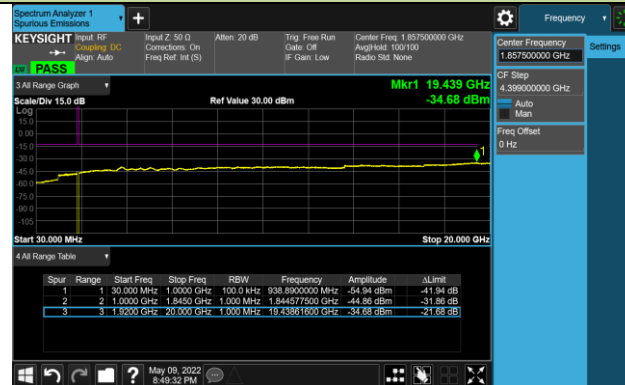 Spectrum Analyzer 1
Spurious Emissions
Frequency
KEYSIGHT
Input: RF
Coupling: DC
Align: Auto
Input Z: 50 Ω
Corrections: On
Freq Ref: Int (S)
Atten: 20 dB
Trig: Free Run
Gate: Off
IF Gain: Low
Center Freq: 1.857500000 GHz
Avg|Hold: 100/100
Radio Std: None
PASS
Center Frequency
1.857500000 GHz
Settings
CF Step
4.399000000 GHz
Auto
Man
Freq Offset
0 Hz
3 All Range Graph
Mkr1 19.439 GHz
-34.68 dBm
Scale/Div 15.0 dB
Ref Value 30.00 dBm
Log
15.0
0.00
-15.0
-30.0
-45.0
-60.0
-75.0
-90.0
-105
1
Start 30.000 MHz
Stop 20.000 GHz
4 All Range Table
Spur Range Start Freq Stop Freq RBW Frequency Amplitude ΔLimit
1 1 30.000 MHz 1.0000 GHz 100.0 kHz 938.8900000 MHz -54.94 dBm -41.94 dB
2 2 1.0000 GHz 1.8450 GHz 1.000 MHz 1.844577500 GHz -44.86 dBm -31.86 dB
3 3 1.9200 GHz 20.000 GHz 1.000 MHz 19.43861600 GHz -34.68 dBm -21.68 dB
May 09, 2022
8:49:32 PM